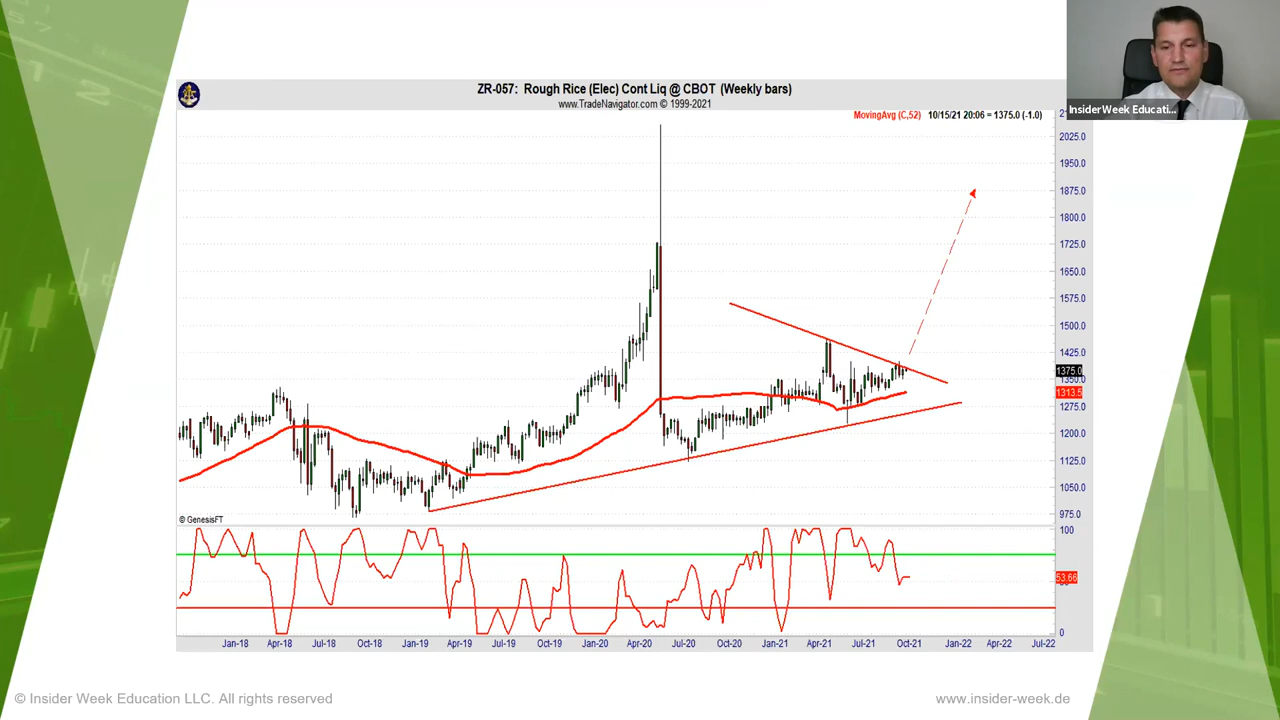 ZR-057: Rough Rice (Elec) Cont Liq @ CBOT (Weekly bars)
www.TradeNavigator.com © 1999-2021
MovingAvg (C,52) 10/15/21 20:06 = 1375.0 (-1.0)
InsiderWeek Educati...
2025.0
1950.0
1875.0
1800.0
1725.0
1650.0
1575.0
1500.0
1425.0
1375.0
1350.0
1313.5
1275.0
1200.0
1125.0
1050.0
975.0
© GenesisFT
100
53.66
0
Jan-18 Apr-18 Jul-18 Oct-18 Jan-19 Apr-19 Jul-19 Oct-19 Jan-20 Apr-20 Jul-20 Oct-20 Jan-21 Apr-21 Jul-21 Oct-21 Jan-22 Apr-22 Jul-22
© Insider Week Education LLC. All rights reserved
www.insider-week.de